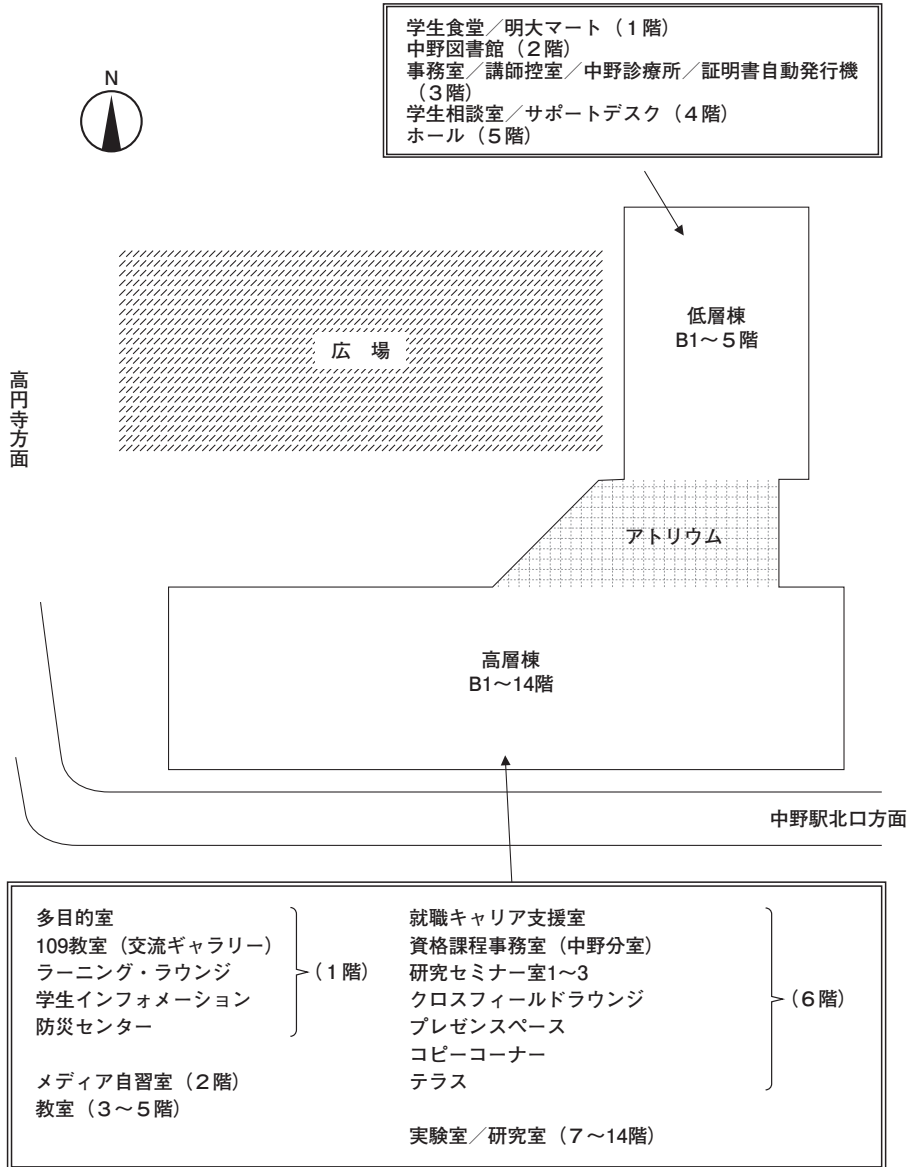 学生食堂／明大マート（１階）
中野図書館（２階）
事務室／講師控室／中野診療所／証明書自動発行機
（３階）
学生相談室／サポートデスク（４階）
ホール（５階）
N
低層棟
B1～５階
広　場
高円寺方面
アトリウム
高層棟
B1～14階
中野駅北口方面
多目的室
109教室（交流ギャラリー）
ラーニング・ラウンジ
学生インフォメーション
防災センター
（１階）
メディア自習室（２階）
教室（３～５階）
就職キャリア支援室
資格課程事務室（中野分室）
研究セミナー室1～3
クロスフィールドラウンジ
プレゼンスペース
コピーコーナー
テラス
（６階）
実験室／研究室（７～14階）